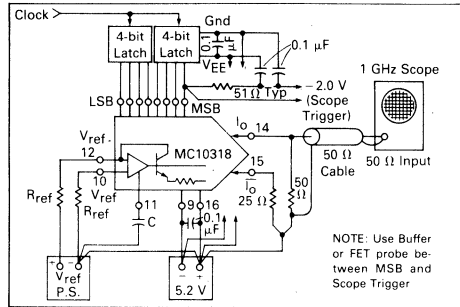 Clock
Gnd
4-bit Latch
4-bit Latch
0.1 μF
VEE
0.1 μF
1 GHz Scope
LSB
MSB
51 Ω Typ
−2.0 V
(Scope Trigger)
Vref-
12
Io 14
MC10318
10
Vref
15
Io
50 Ω Cable
50 Ω Input
Rref
Rref
11
C
9
16
0.1 μF
25 Ω
50 Ω
+
−
Vref
P.S.
−
+
5.2 V
NOTE: Use Buffer
or FET probe be-
tween MSB and
Scope Trigger